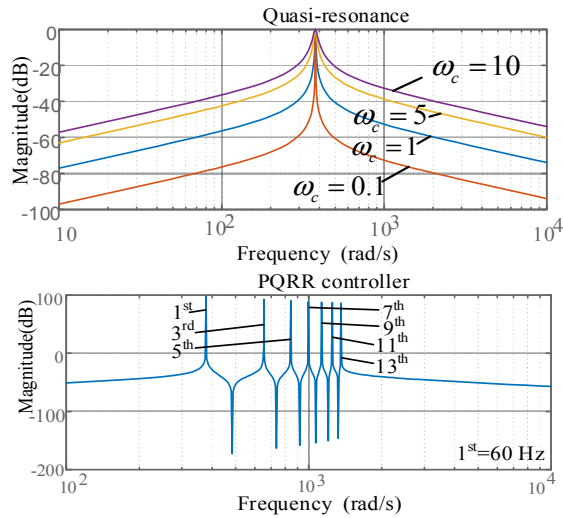 Quasi-resonance
Magnitude(dB)
0
-20
-40
-60
-80
-100
ω_c = 10
ω_c = 5
ω_c = 1
ω_c = 0.1
10
10^2
10^3
10^4
Frequency (rad/s)
PQRR controller
Magnitude(dB)
100
0
-100
-200
1^st
3^rd
5^th
7^th
9^th
11^th
13^th
1^st=60 Hz
10^2
10^3
10^4
Frequency (rad/s)